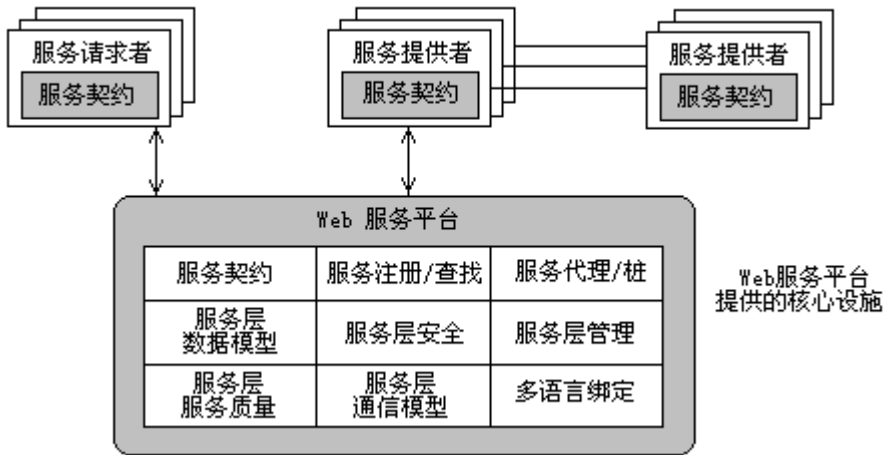 服务请求者
服务契约
服务提供者
服务契约
服务提供者
服务契约
Web 服务平台
服务契约
服务注册/查找
服务代理/桩
服务层
数据模型
服务层安全
服务层管理
服务层
服务质量
服务层
通信模型
多语言绑定
Web服务平台
提供的核心设施